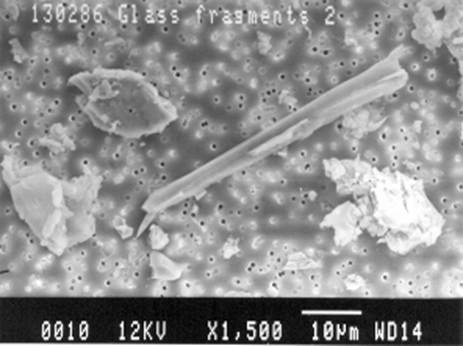 130286 Glass fragments 2
0010 12KV X1,500 10μm WD14